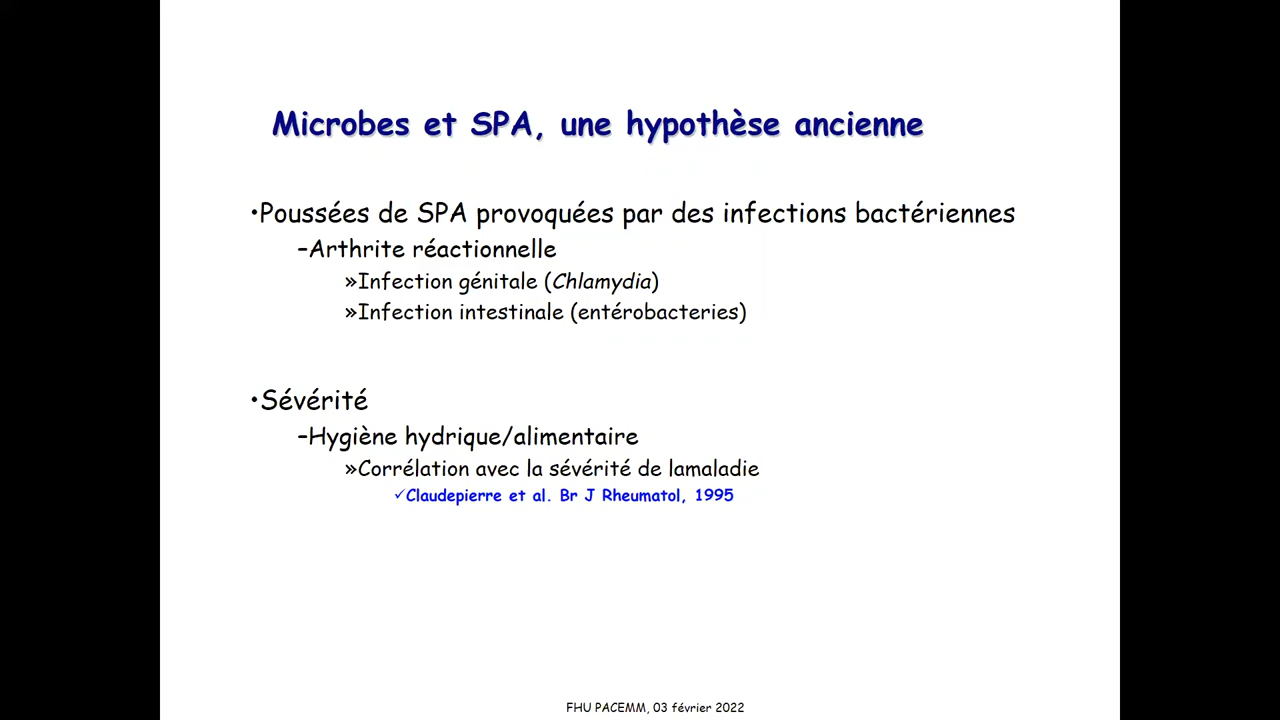 Microbes et SPA, une hypothèse ancienne
•Poussées de SPA provoquées par des infections bactériennes
–Arthrite réactionnelle
»Infection génitale (Chlamydia)
»Infection intestinale (entérobacteries)
•Sévérité
–Hygiène hydrique/alimentaire
»Corrélation avec la sévérité de lamaladie
✓Claudepierre et al. Br J Rheumatol, 1995
FHU PACEMM, 03 février 2022